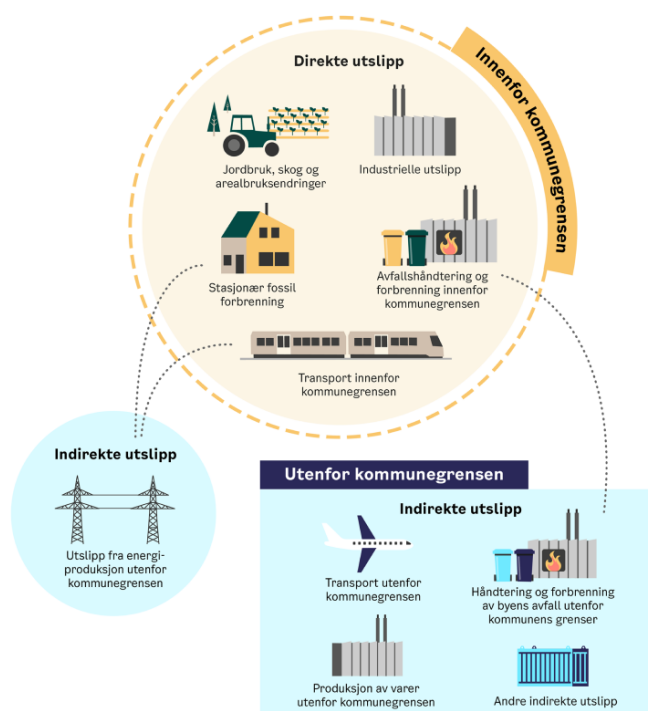 Direkte utslipp
Innenfor kommunegrensen
Jordbruk, skog og
arealbruksendringer
Industrielle utslipp
Stasjonær fossil
forbrenning
Avfallshåndtering og
forbrenning innenfor
kommunegrensen
Transport innenfor
kommunegrensen
Indirekte utslipp
Utslipp fra energi-
produksjon utenfor
kommunegrensen
Utenfor kommunegrensen
Indirekte utslipp
Transport utenfor
kommunegrensen
Håndtering og forbrenning
av byens avfall utenfor
kommunens grenser
Produksjon av varer
utenfor kommunegrensen
Andre indirekte utslipp